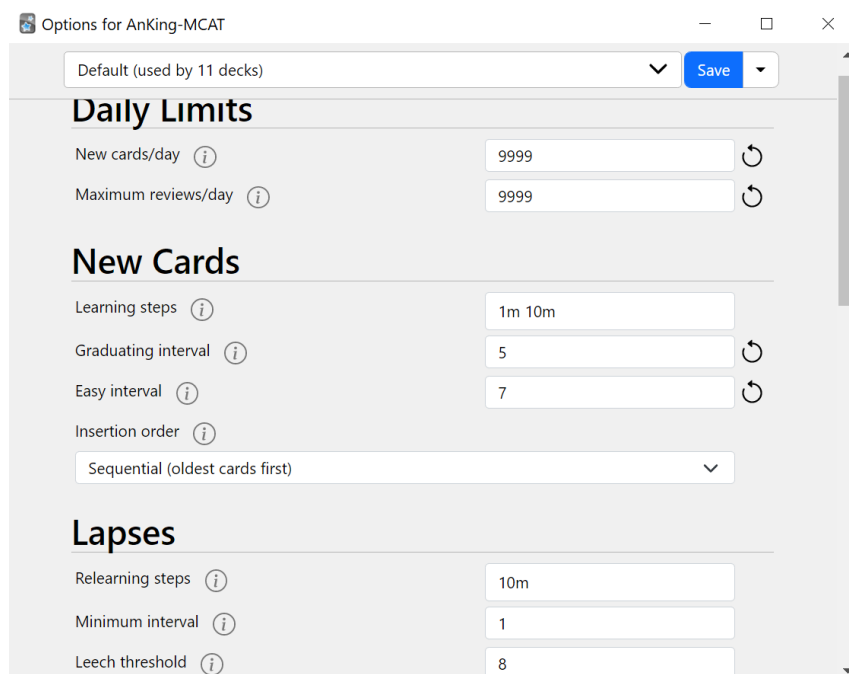 Options for AnKing-MCAT
Default (used by 11 decks)
Save
Daily Limits
New cards/day
9999
Maximum reviews/day
9999
New Cards
Learning steps
1m 10m
Graduating interval
5
Easy interval
7
Insertion order
Sequential (oldest cards first)
Lapses
Relearning steps
10m
Minimum interval
1
Leech threshold
8